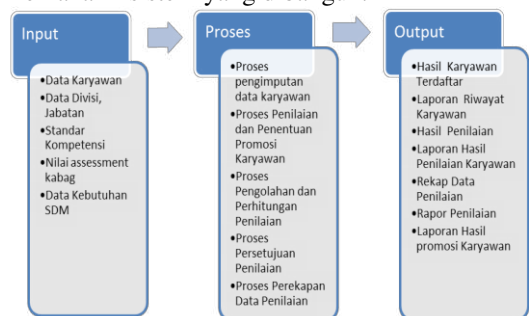 Input
•Data Karyawan
•Data Divisi,
Jabatan
•Standar
Kompetensi
•Nilai assessment
kabag
•Data Kebutuhan
SDM
Proses
•Proses
pengimputan
data karyawan
•Proses Penilaian
dan Penentuan
Promosi
Karyawan
•Proses
Pengolahan dan
Perhitungan
Penilaian
•Proses
Persetujuan
Penilaian
•Proses Perekapan
Data Penilaian
Output
•Hasil Karyawan
Terdaftar
•Laporan Riwayat
Karyawan
•Hasil Penilaian
•Laporan Hasil
Penilaian Karyawan
•Rekap Data
Penilaian
•Rapor Penilaian
•Laporan Hasil
promosi Karyawan